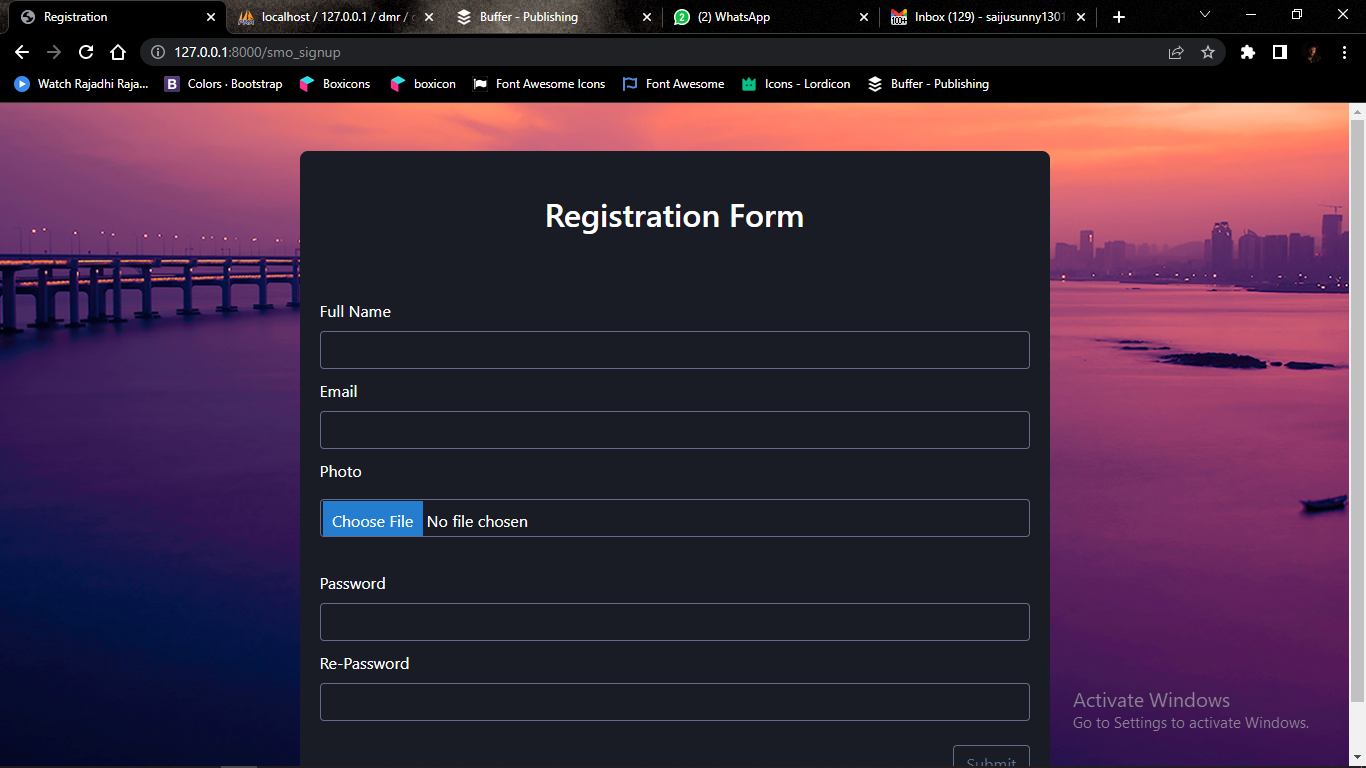 Registration
localhost / 127.0.0.1 / dmr /
Buffer - Publishing
(2) WhatsApp
100+
Inbox (129) - saijusunny1301
127.0.0.1:8000/smo_signup
Watch Rajadhi Raja...
B Colors · Bootstrap
Boxicons
boxicon
Font Awesome Icons
Font Awesome
Icons - Lordicon
Buffer - Publishing
Registration Form
Full Name
Email
Photo
Choose File No file chosen
Password
Re-Password
Submit
Activate Windows
Go to Settings to activate Windows.